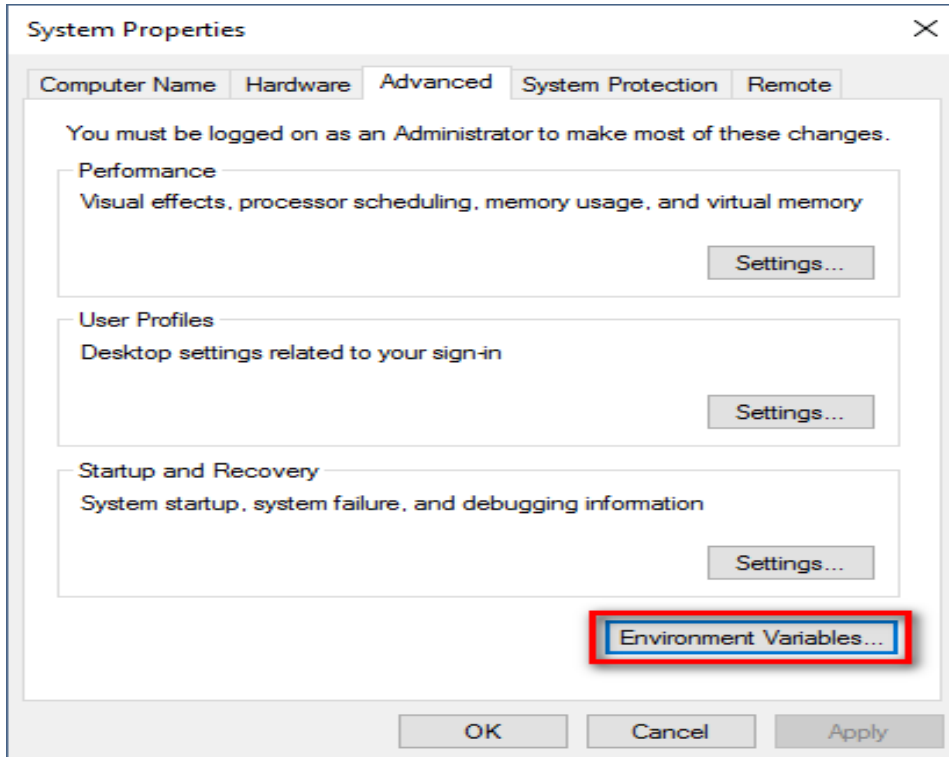 System Properties
Computer Name Hardware Advanced System Protection Remote
You must be logged on as an Administrator to make most of these changes.
Performance
Visual effects, processor scheduling, memory usage, and virtual memory
Settings...
User Profiles
Desktop settings related to your sign-in
Settings...
Startup and Recovery
System startup, system failure, and debugging information
Settings...
Environment Variables...
OK Cancel Apply